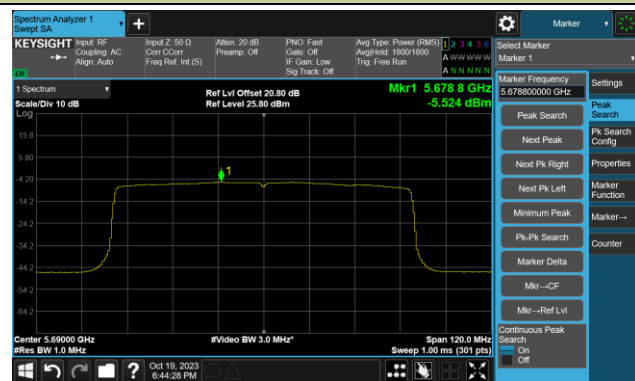 Spectrum Analyzer 1
Swept SA
Marker
KEYSIGHT
Input: RF
Coupling: AC
Align: Auto
Input Z: 50 Ω
Corr CCorr
Freq Ref: Int (S)
Atten: 20 dB
Preamp: Off
PNO: Fast
Gate: Off
IF Gain: Low
Sig Track: Off
Avg Type: Power (RMS)
Avg|Hold: 1800/1800
Trig: Free Run
1 2 3 4 5 6
A W W W W W
A N N N N N
Select Marker
Marker 1
LXI
1 Spectrum
Scale/Div 10 dB
Log
Ref Lvl Offset 20.80 dB
Ref Level 25.80 dBm
Mkr1 5.678 8 GHz
-5.524 dBm
15.8
5.80
-4.20
-14.2
-24.2
-34.2
-44.2
-54.2
-64.2
1
Center 5.69000 GHz
#Res BW 1.0 MHz
#Video BW 3.0 MHz*
Span 120.0 MHz
Sweep 1.00 ms (301 pts)
Marker Frequency
5.678800000 GHz
Peak Search
Next Peak
Next Pk Right
Next Pk Left
Minimum Peak
Pk-Pk Search
Marker Delta
Mkr→CF
Mkr→Ref Lvl
Continuous Peak
Search
On
Off
Settings
Peak
Search
Pk Search
Config
Properties
Marker
Function
Marker→
Counter
?
Oct 19, 2023
6:44:28 PM